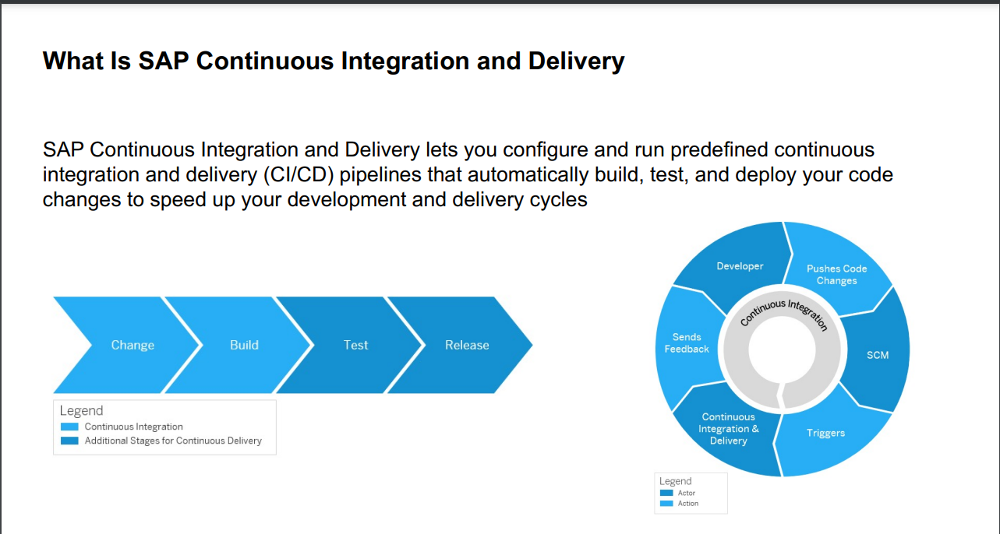 What Is SAP Continuous Integration and Delivery
SAP Continuous Integration and Delivery lets you configure and run predefined continuous
integration and delivery (CI/CD) pipelines that automatically build, test, and deploy your code
changes to speed up your development and delivery cycles
Change
Build
Test
Release
Legend
Continuous Integration
Additional Stages for Continuous Delivery
Developer
Pushes Code
Changes
SCM
Triggers
Continuous
Integration &
Delivery
Sends
Feedback
Continuous Integration
Legend
Actor
Action